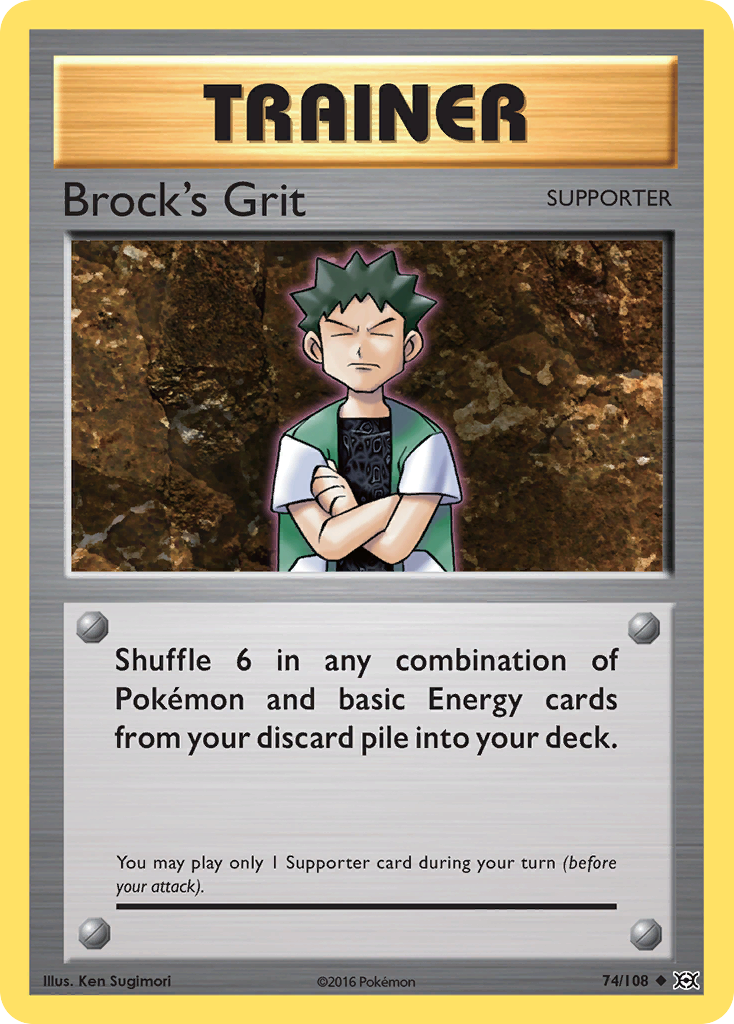 TRAINER
Brock's Grit
SUPPORTER
Shuffle 6 in any combination of
Pokémon and basic Energy cards
from your discard pile into your deck.
You may play only 1 Supporter card during your turn (before
your attack).
Illus. Ken Sugimori
©2016 Pokémon
74/108